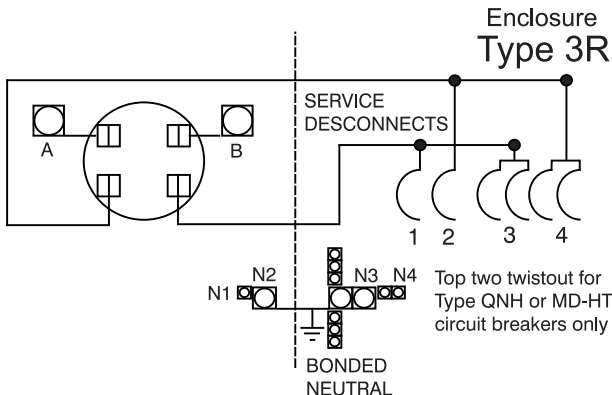 Enclosure
Type 3R
SERVICE
DESCONNECTS
A
B
1
2
3
4
N1
N2
N3
N4
Top two twistout for
Type QNH or MD-HT
circuit breakers only
BONDED
NEUTRAL